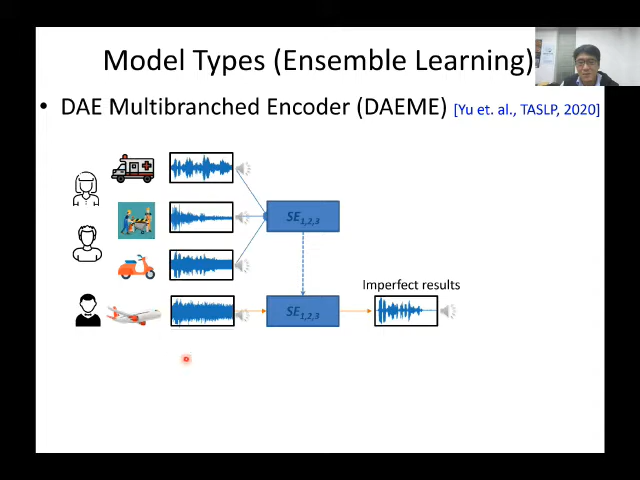 Model Types (Ensemble Learning)
• DAE Multibranched Encoder (DAEME) [Yu et. al., TASLP, 2020]
SE1,2,3
Imperfect results
SE1,2,3